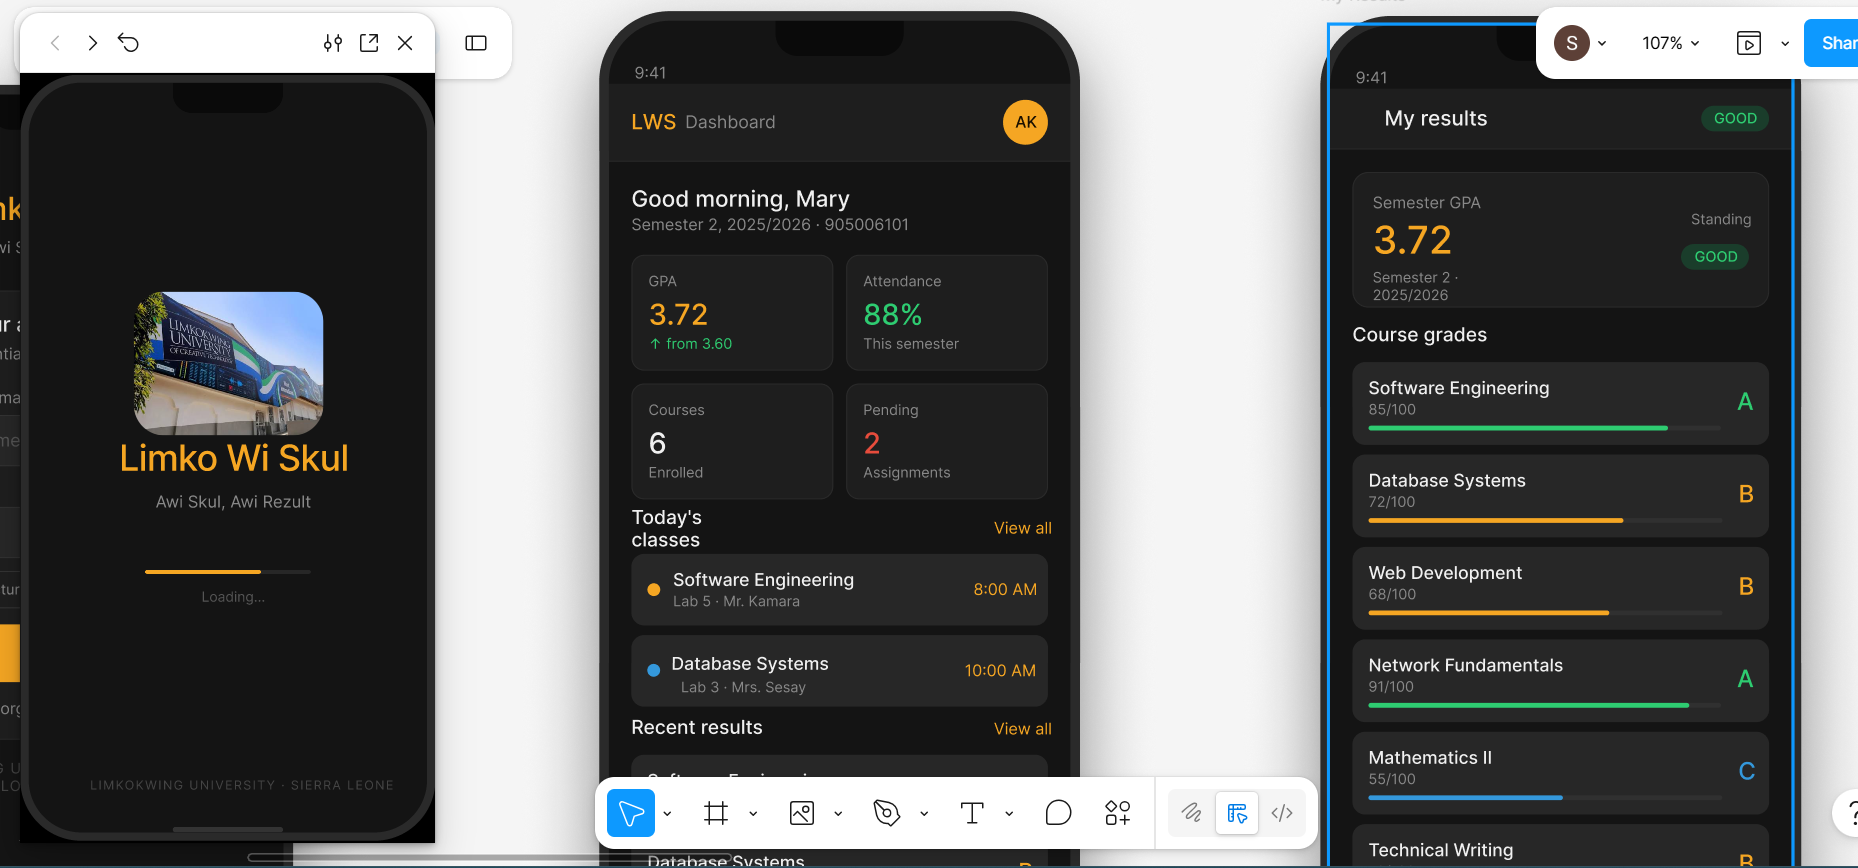 LIMKOKWING
UNIVERSITY
OF CREATIVE TECHNOLOGY
Limko Wi Skul
Awi Skul, Awi Rezult
Loading...
LIMKOKWING UNIVERSITY · SIERRA LEONE
9:41
LWS Dashboard
AK
Good morning, Mary
Semester 2, 2025/2026 · 905006101
GPA
3.72
↑ from 3.60
Attendance
88%
This semester
Courses
6
Enrolled
Pending
2
Assignments
Today's
classes
View all
Software Engineering
Lab 5 · Mr. Kamara
8:00 AM
Database Systems
Lab 3 · Mrs. Sesay
10:00 AM
Recent results
View all
Database Systems
S
107%
9:41
My results
GOOD
Semester GPA
3.72
Semester 2 ·
2025/2026
Standing
GOOD
Course grades
Software Engineering
85/100
A
Database Systems
72/100
B
Web Development
68/100
B
Network Fundamentals
91/100
A
Mathematics II
55/100
C
Technical Writing
B